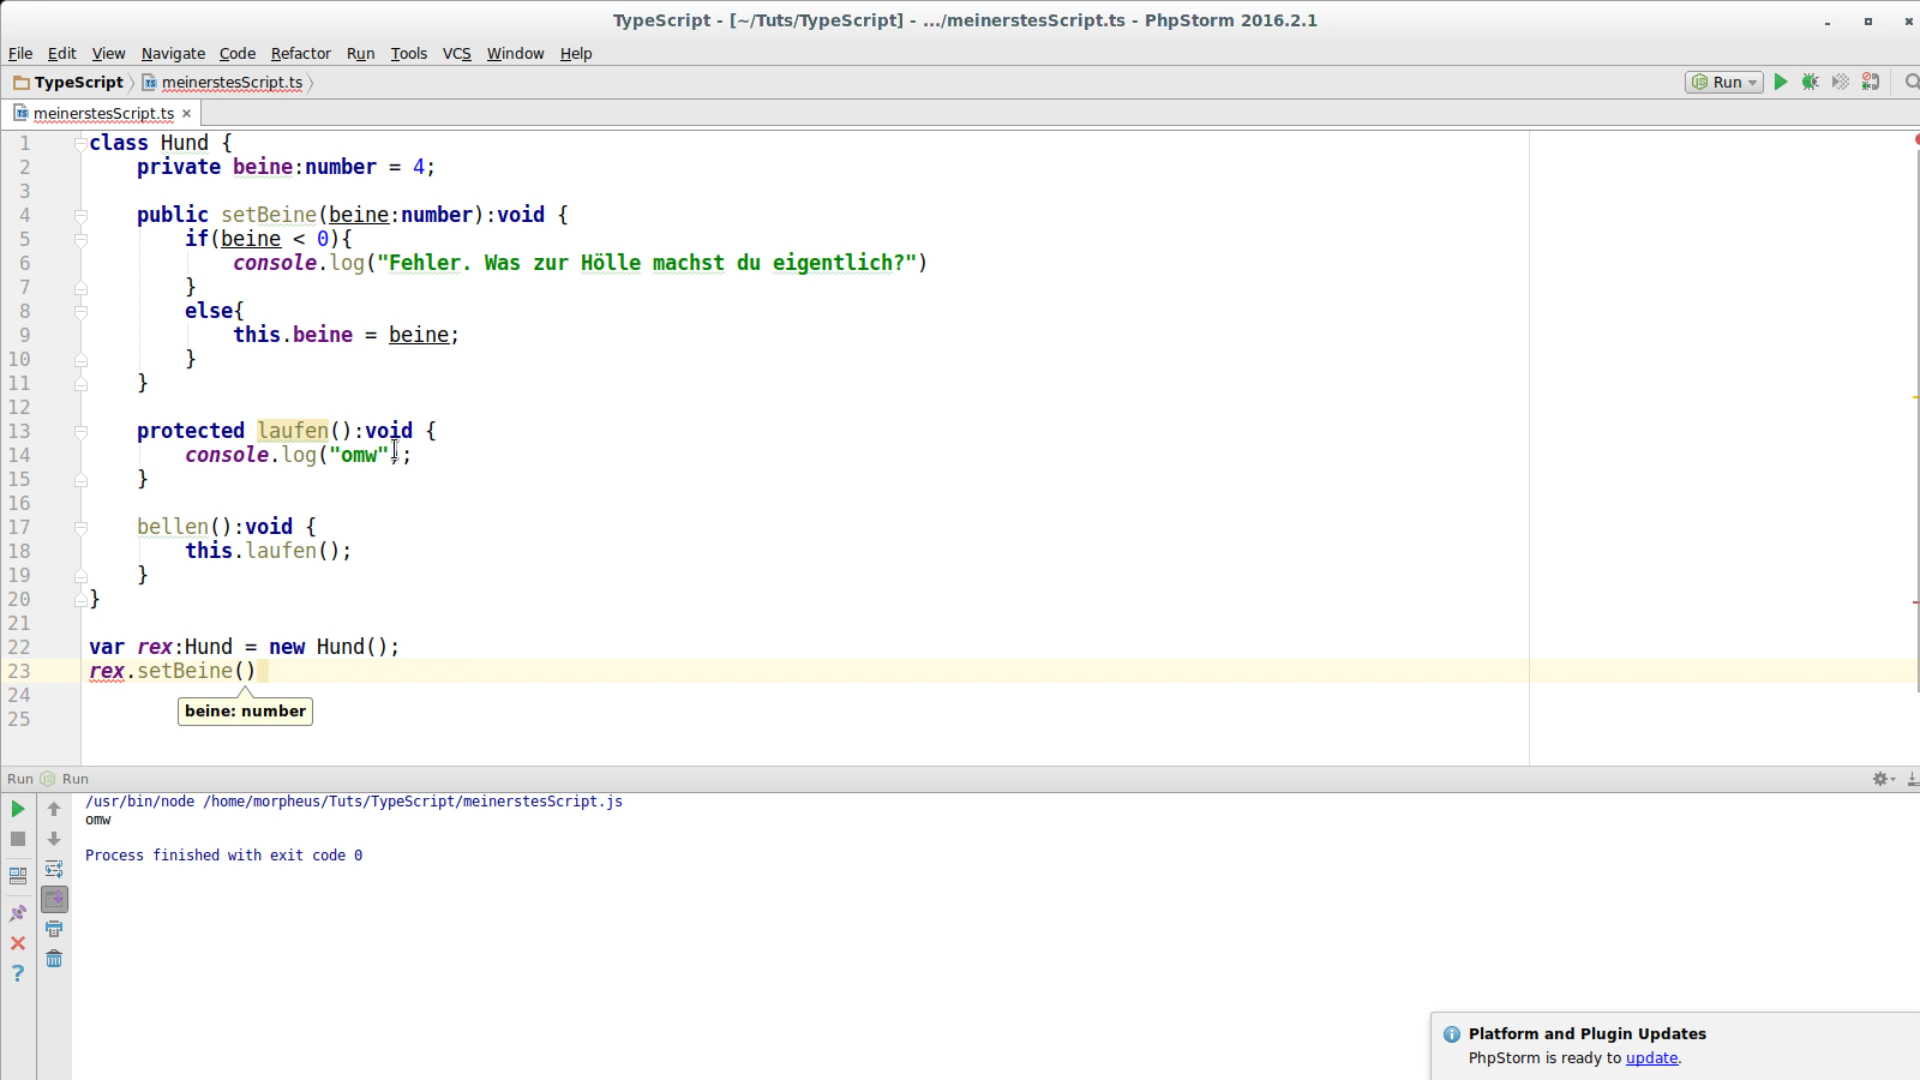 TypeScript - [~/Tuts/TypeScript] - .../meinerstesScript.ts - PhpStorm 2016.2.1
File Edit View Navigate Code Refactor Run Tools VCS Window Help
TypeScript meinerstesScript.ts Run
meinerstesScript.ts
1 class Hund {
2     private beine:number = 4;
3
4     public setBeine(beine:number):void {
5         if(beine < 0){
6             console.log("Fehler. Was zur Hölle machst du eigentlich?")
7         }
8         else{
9             this.beine = beine;
10         }
11     }
12
13     protected laufen():void {
14         console.log("omw");
15     }
16
17     bellen():void {
18         this.laufen();
19     }
20 }
21
22 var rex:Hund = new Hund();
23 rex.setBeine()
24
beine: number
25
Run Run
/usr/bin/node /home/morpheus/Tuts/TypeScript/meinerstesScript.js
omw
Process finished with exit code 0
Platform and Plugin Updates
PhpStorm is ready to update.